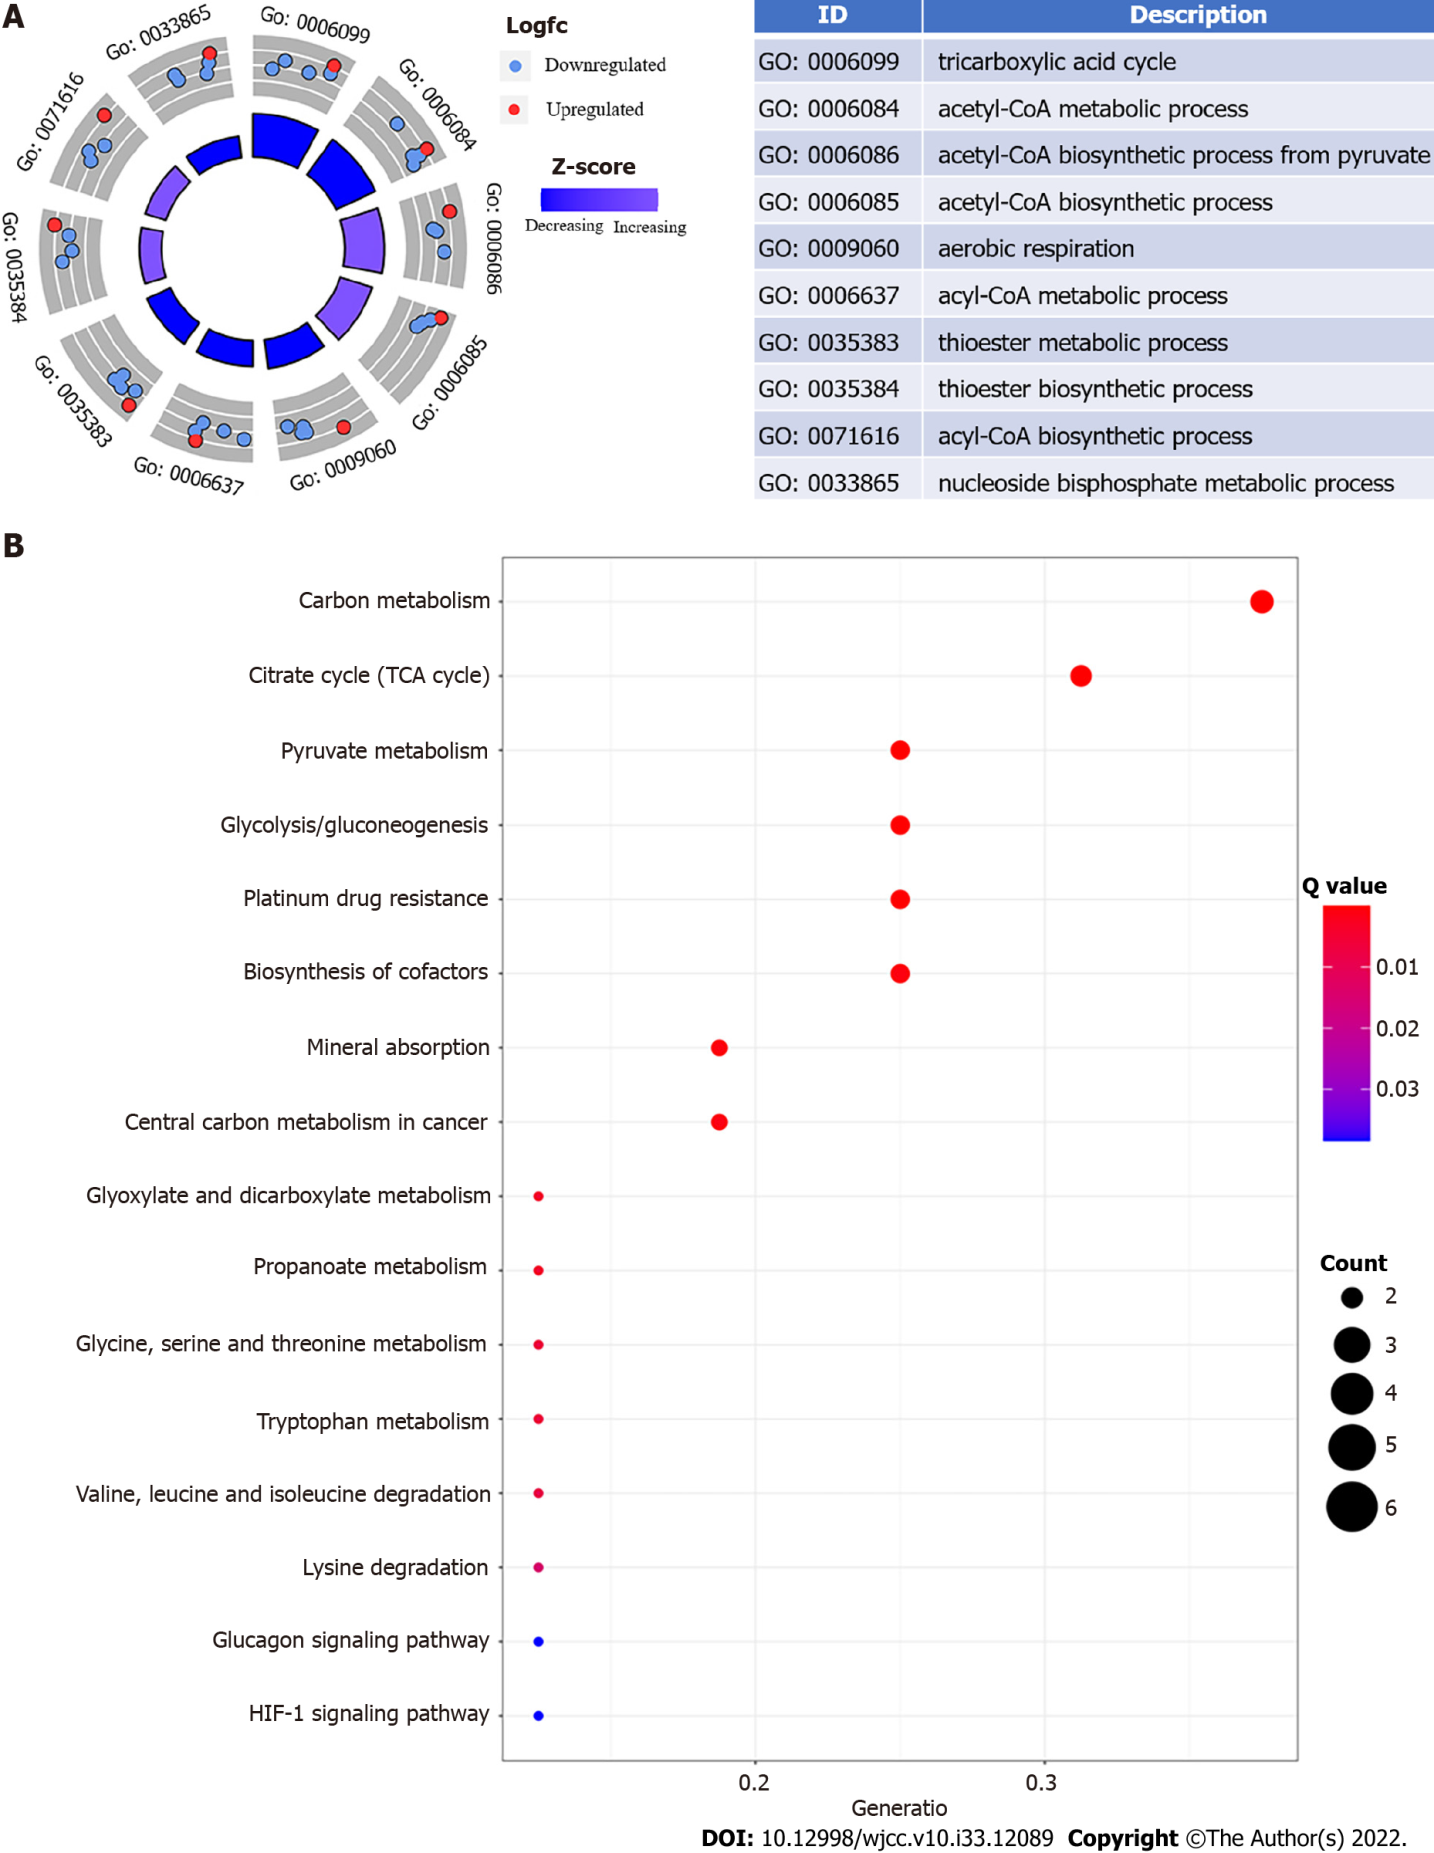 A
Go: 0033865
Go: 0006099
Go: 0006084
Go: 0006086
Go: 0006085
Go: 0009060
Go: 0006637
Go: 0035383
Go: 0035384
Go: 0071616
Logfc
Downregulated
Upregulated
Z-score
Decreasing Increasing
ID Description
GO: 0006099 tricarboxylic acid cycle
GO: 0006084 acetyl-CoA metabolic process
GO: 0006086 acetyl-CoA biosynthetic process from pyruvate
GO: 0006085 acetyl-CoA biosynthetic process
GO: 0009060 aerobic respiration
GO: 0006637 acyl-CoA metabolic process
GO: 0035383 thioester metabolic process
GO: 0035384 thioester biosynthetic process
GO: 0071616 acyl-CoA biosynthetic process
GO: 0033865 nucleoside bisphosphate metabolic process
B
Carbon metabolism
Citrate cycle (TCA cycle)
Pyruvate metabolism
Glycolysis/gluconeogenesis
Platinum drug resistance
Biosynthesis of cofactors
Mineral absorption
Central carbon metabolism in cancer
Glyoxylate and dicarboxylate metabolism
Propanoate metabolism
Glycine, serine and threonine metabolism
Tryptophan metabolism
Valine, leucine and isoleucine degradation
Lysine degradation
Glucagon signaling pathway
HIF-1 signaling pathway
0.2 0.3
Generatio
Q value
0.01
0.02
0.03
Count
2
3
4
5
6
DOI: 10.12998/wjcc.v10.i33.12089 Copyright ©The Author(s) 2022.